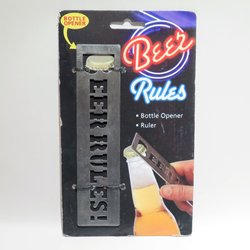 BOTTLE
OPENER
Beer
Rules
• Bottle Opener
• Ruler
BEER RULES!